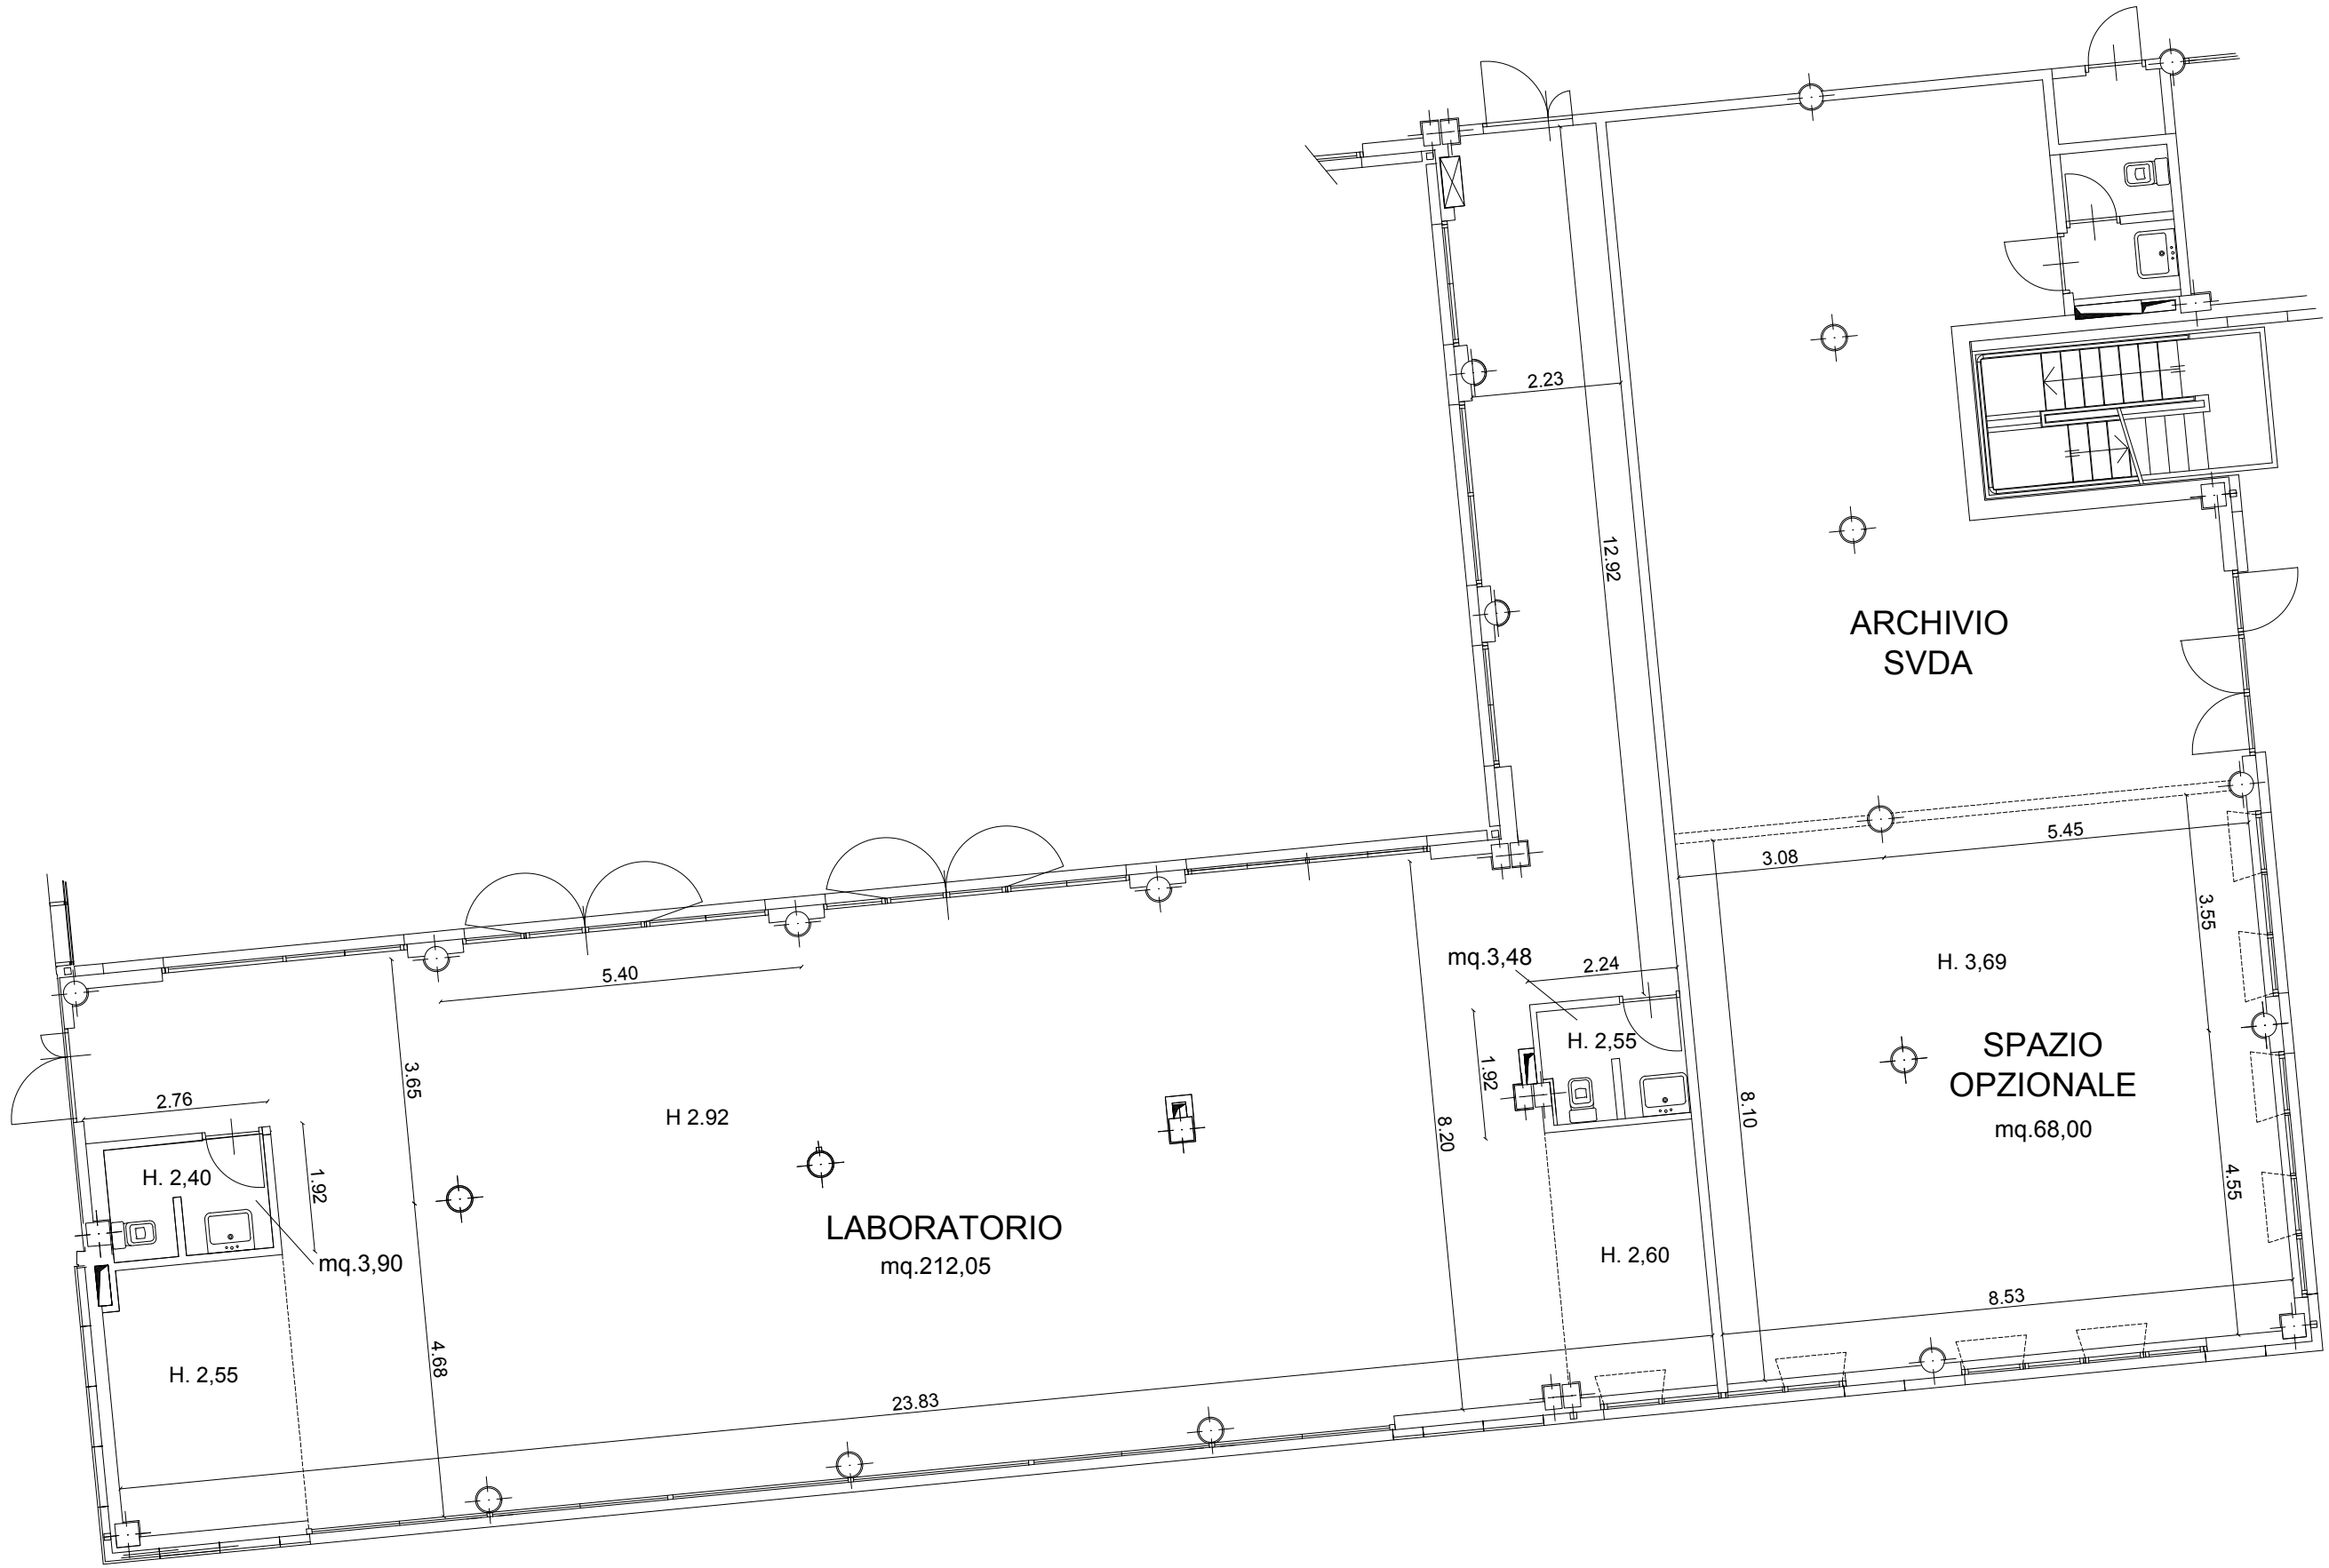 2.23
12.92
ARCHIVIO
SVDA
5.45
3.08
3.55
5.40
mq.3,48
2.24
H. 3,69
H. 2,55
SPAZIO
OPZIONALE
mq.68,00
3.65
1.92
2.76
H 2.92
8.10
8.20
H. 2,40
1.92
4.55
LABORATORIO
mq.212,05
mq.3,90
H. 2,60
8.53
4.68
H. 2,55
23.83